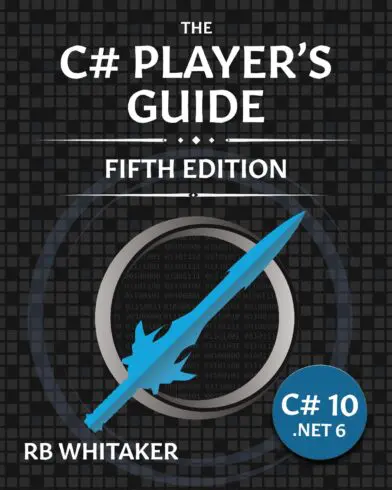 THE
C# PLAYER'S
GUIDE
FIFTH EDITION
C# 10
.NET 6
RB WHITAKER